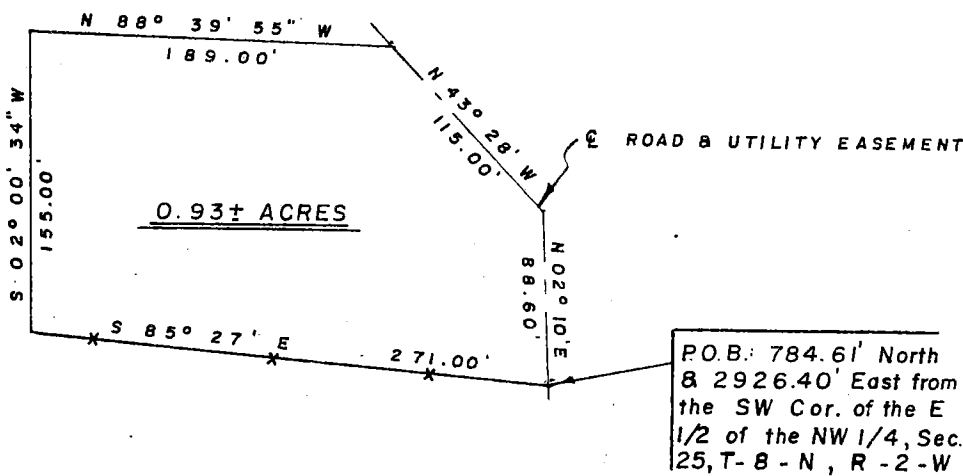 N 88° 39' 55" W
189.00'
N 43° 28' W
115.00'
℄ ROAD & UTILITY EASEMENT
S 02° 00' 34" W
155.00'
0.93± ACRES
N 02° 10' E
88.60'
S 85° 27' E
271.00'
P.O.B.: 784.61' North
& 2926.40' East from
the SW Cor. of the E
1/2 of the NW 1/4, Sec.
25, T-8-N, R-2-W